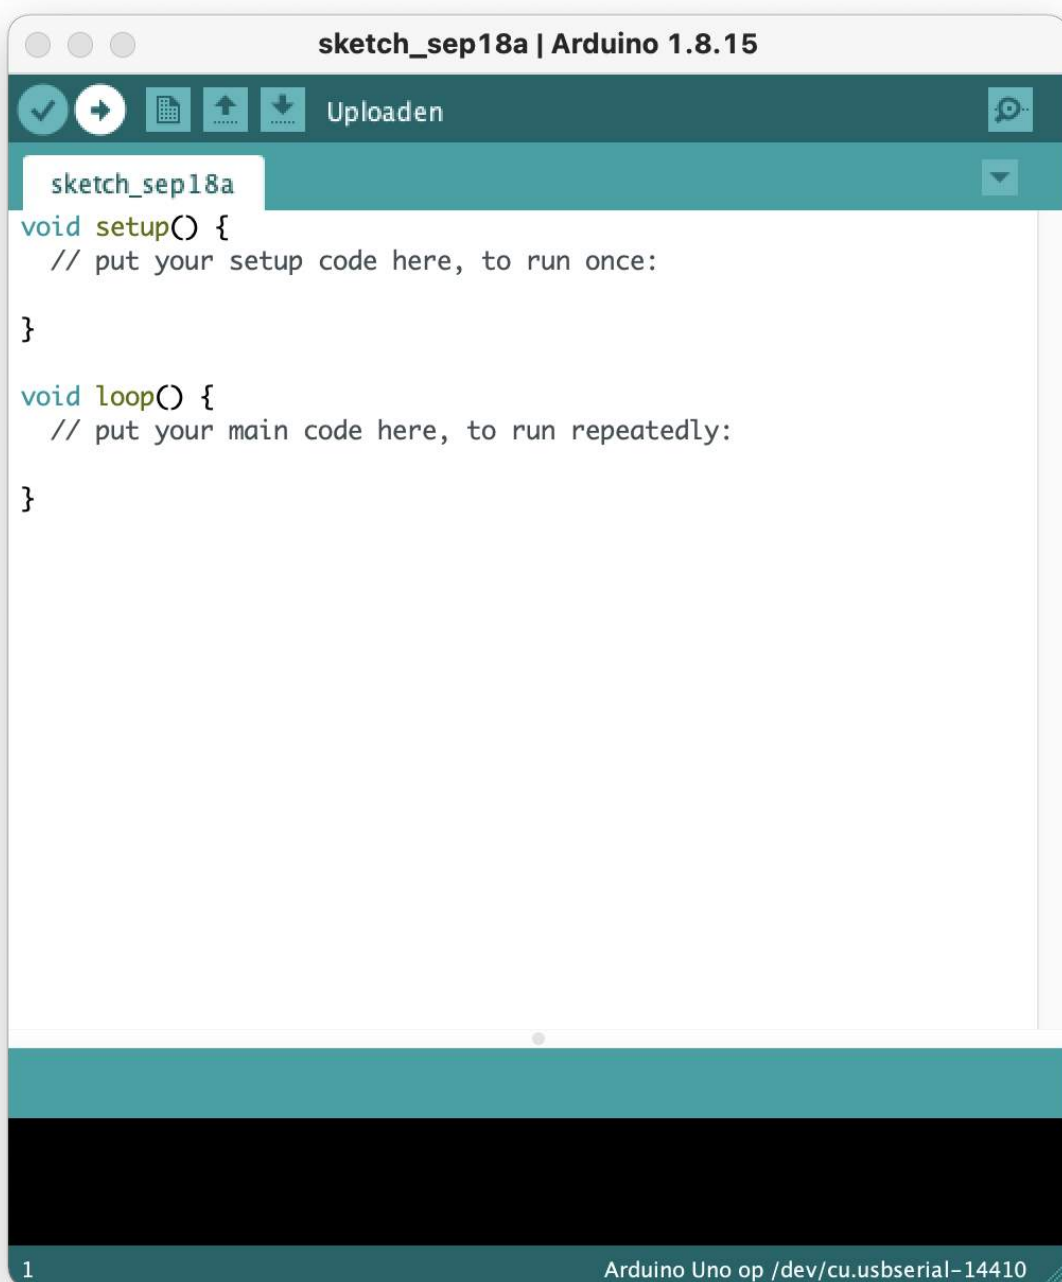 sketch_sep18a | Arduino 1.8.15
Uploaden
sketch_sep18a
void setup() {
  // put your setup code here, to run once:
}
void loop() {
  // put your main code here, to run repeatedly:
}
1
Arduino Uno op /dev/cu.usbserial-14410